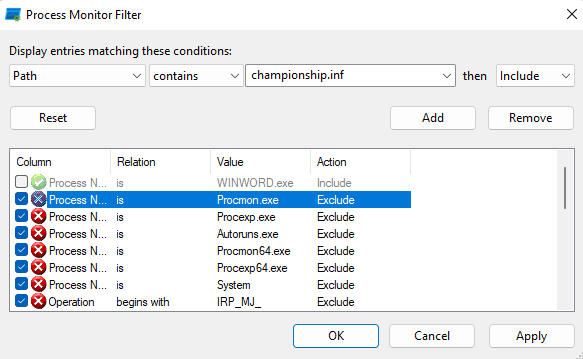 Process Monitor Filter
Display entries matching these conditions:
Path contains championship.inf then Include
Reset Add Remove
Column Relation Value Action
Process N... is WINWORD.exe Include
Process N... is Procmon.exe Exclude
Process N... is Procexp.exe Exclude
Process N... is Autoruns.exe Exclude
Process N... is Procmon64.exe Exclude
Process N... is Procexp64.exe Exclude
Process N... is System Exclude
Operation begins with IRP_MJ_ Exclude
OK Cancel Apply